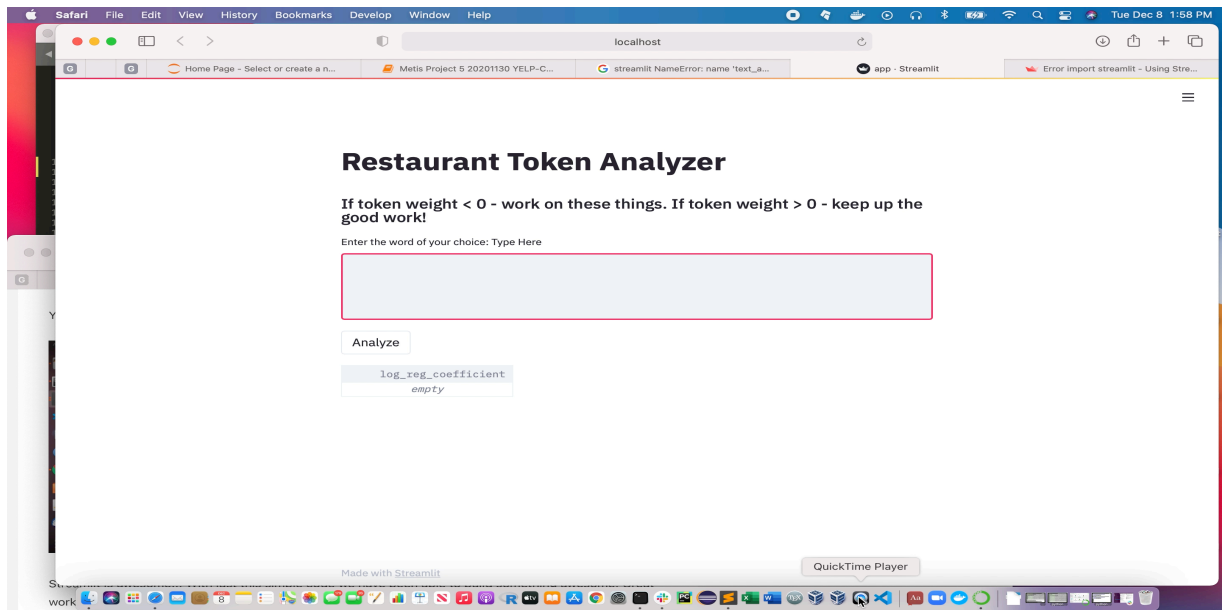 Safari File Edit View History Bookmarks Develop Window Help Tue Dec 8 1:58 PM
localhost
G G Home Page - Select or create a n... Metis Project 5 20201130 YELP-C... G streamlit NameError: name 'text_a... app · Streamlit Error import streamlit - Using Stre...
Restaurant Token Analyzer
If token weight < 0 - work on these things. If token weight > 0 - keep up the
good work!
Enter the word of your choice: Type Here
Analyze
log_reg_coefficient
empty
Made with Streamlit
QuickTime Player
work